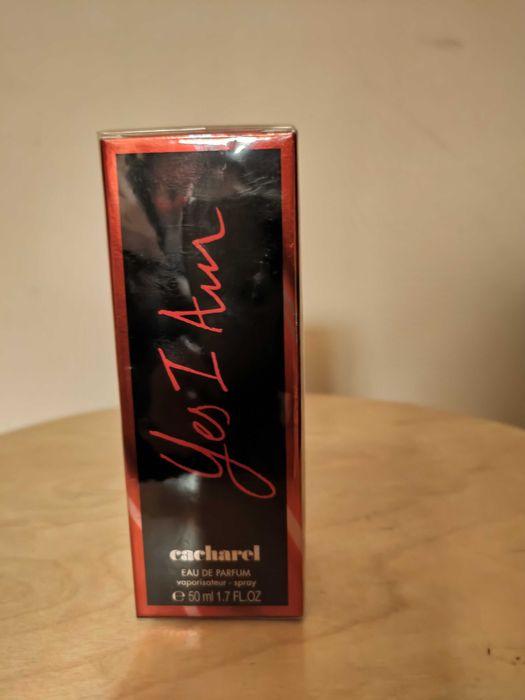 Yes I Am
cacharel
EAU DE PARFUM
vaporisateur - spray
℮ 50 ml 1.7 FL.OZ